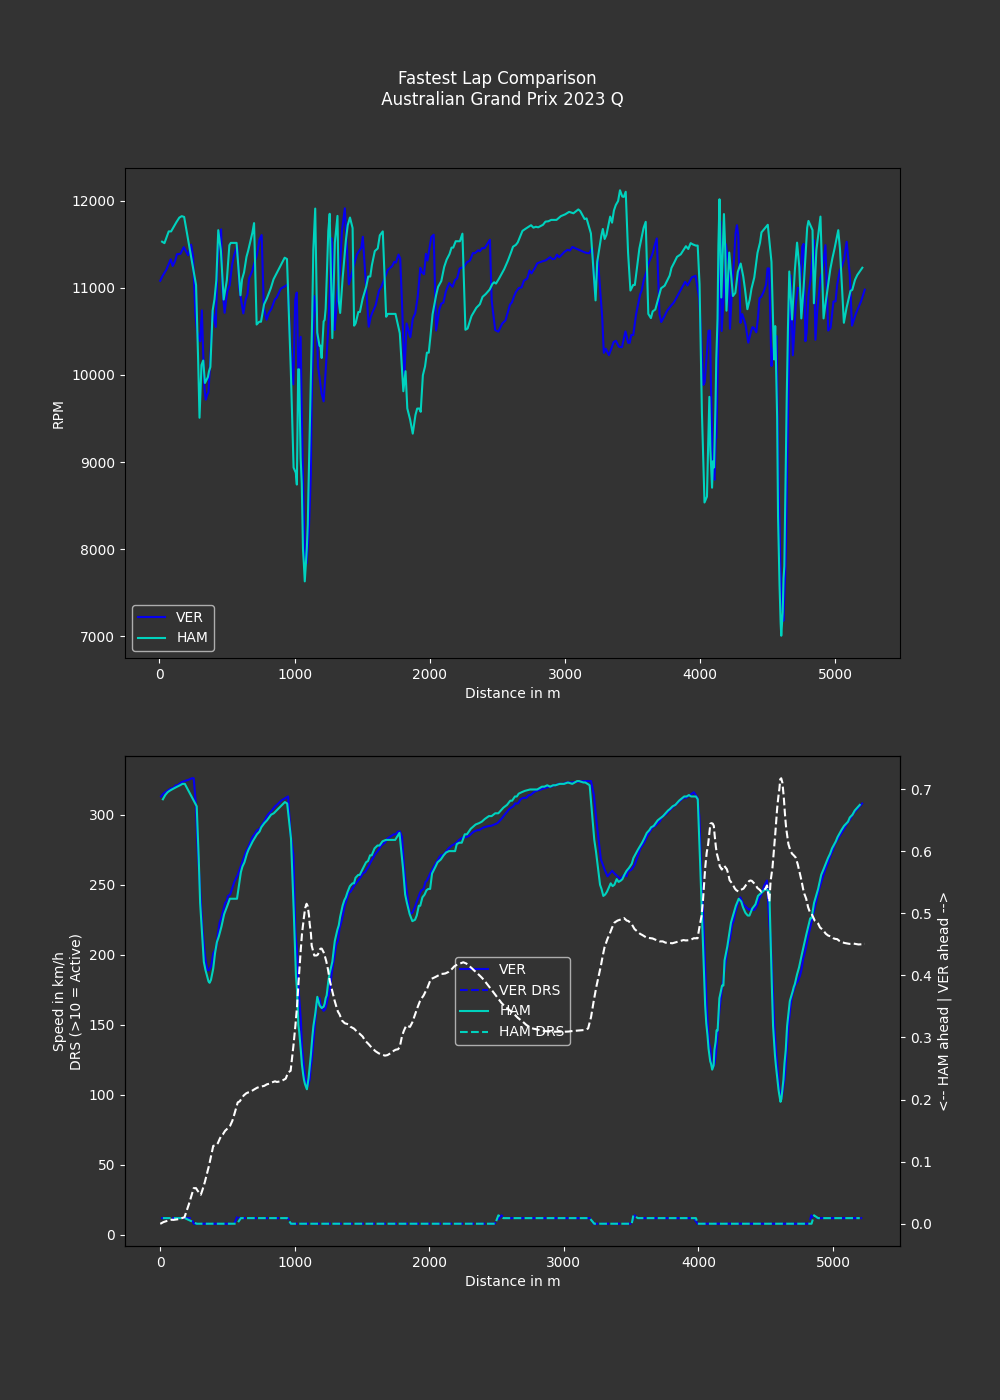 Fastest Lap Comparison
Australian Grand Prix 2023 Q
12000
11000
10000
9000
8000
7000
RPM
VER
HAM
0 1000 2000 3000 4000 5000
Distance in m
300
250
200
150
100
50
0
Speed in km/h
DRS (>10 = Active)
VER
VER DRS
HAM
HAM DRS
0.7
0.6
0.5
0.4
0.3
0.2
0.1
0.0
<-- HAM ahead | VER ahead -->
0 1000 2000 3000 4000 5000
Distance in m